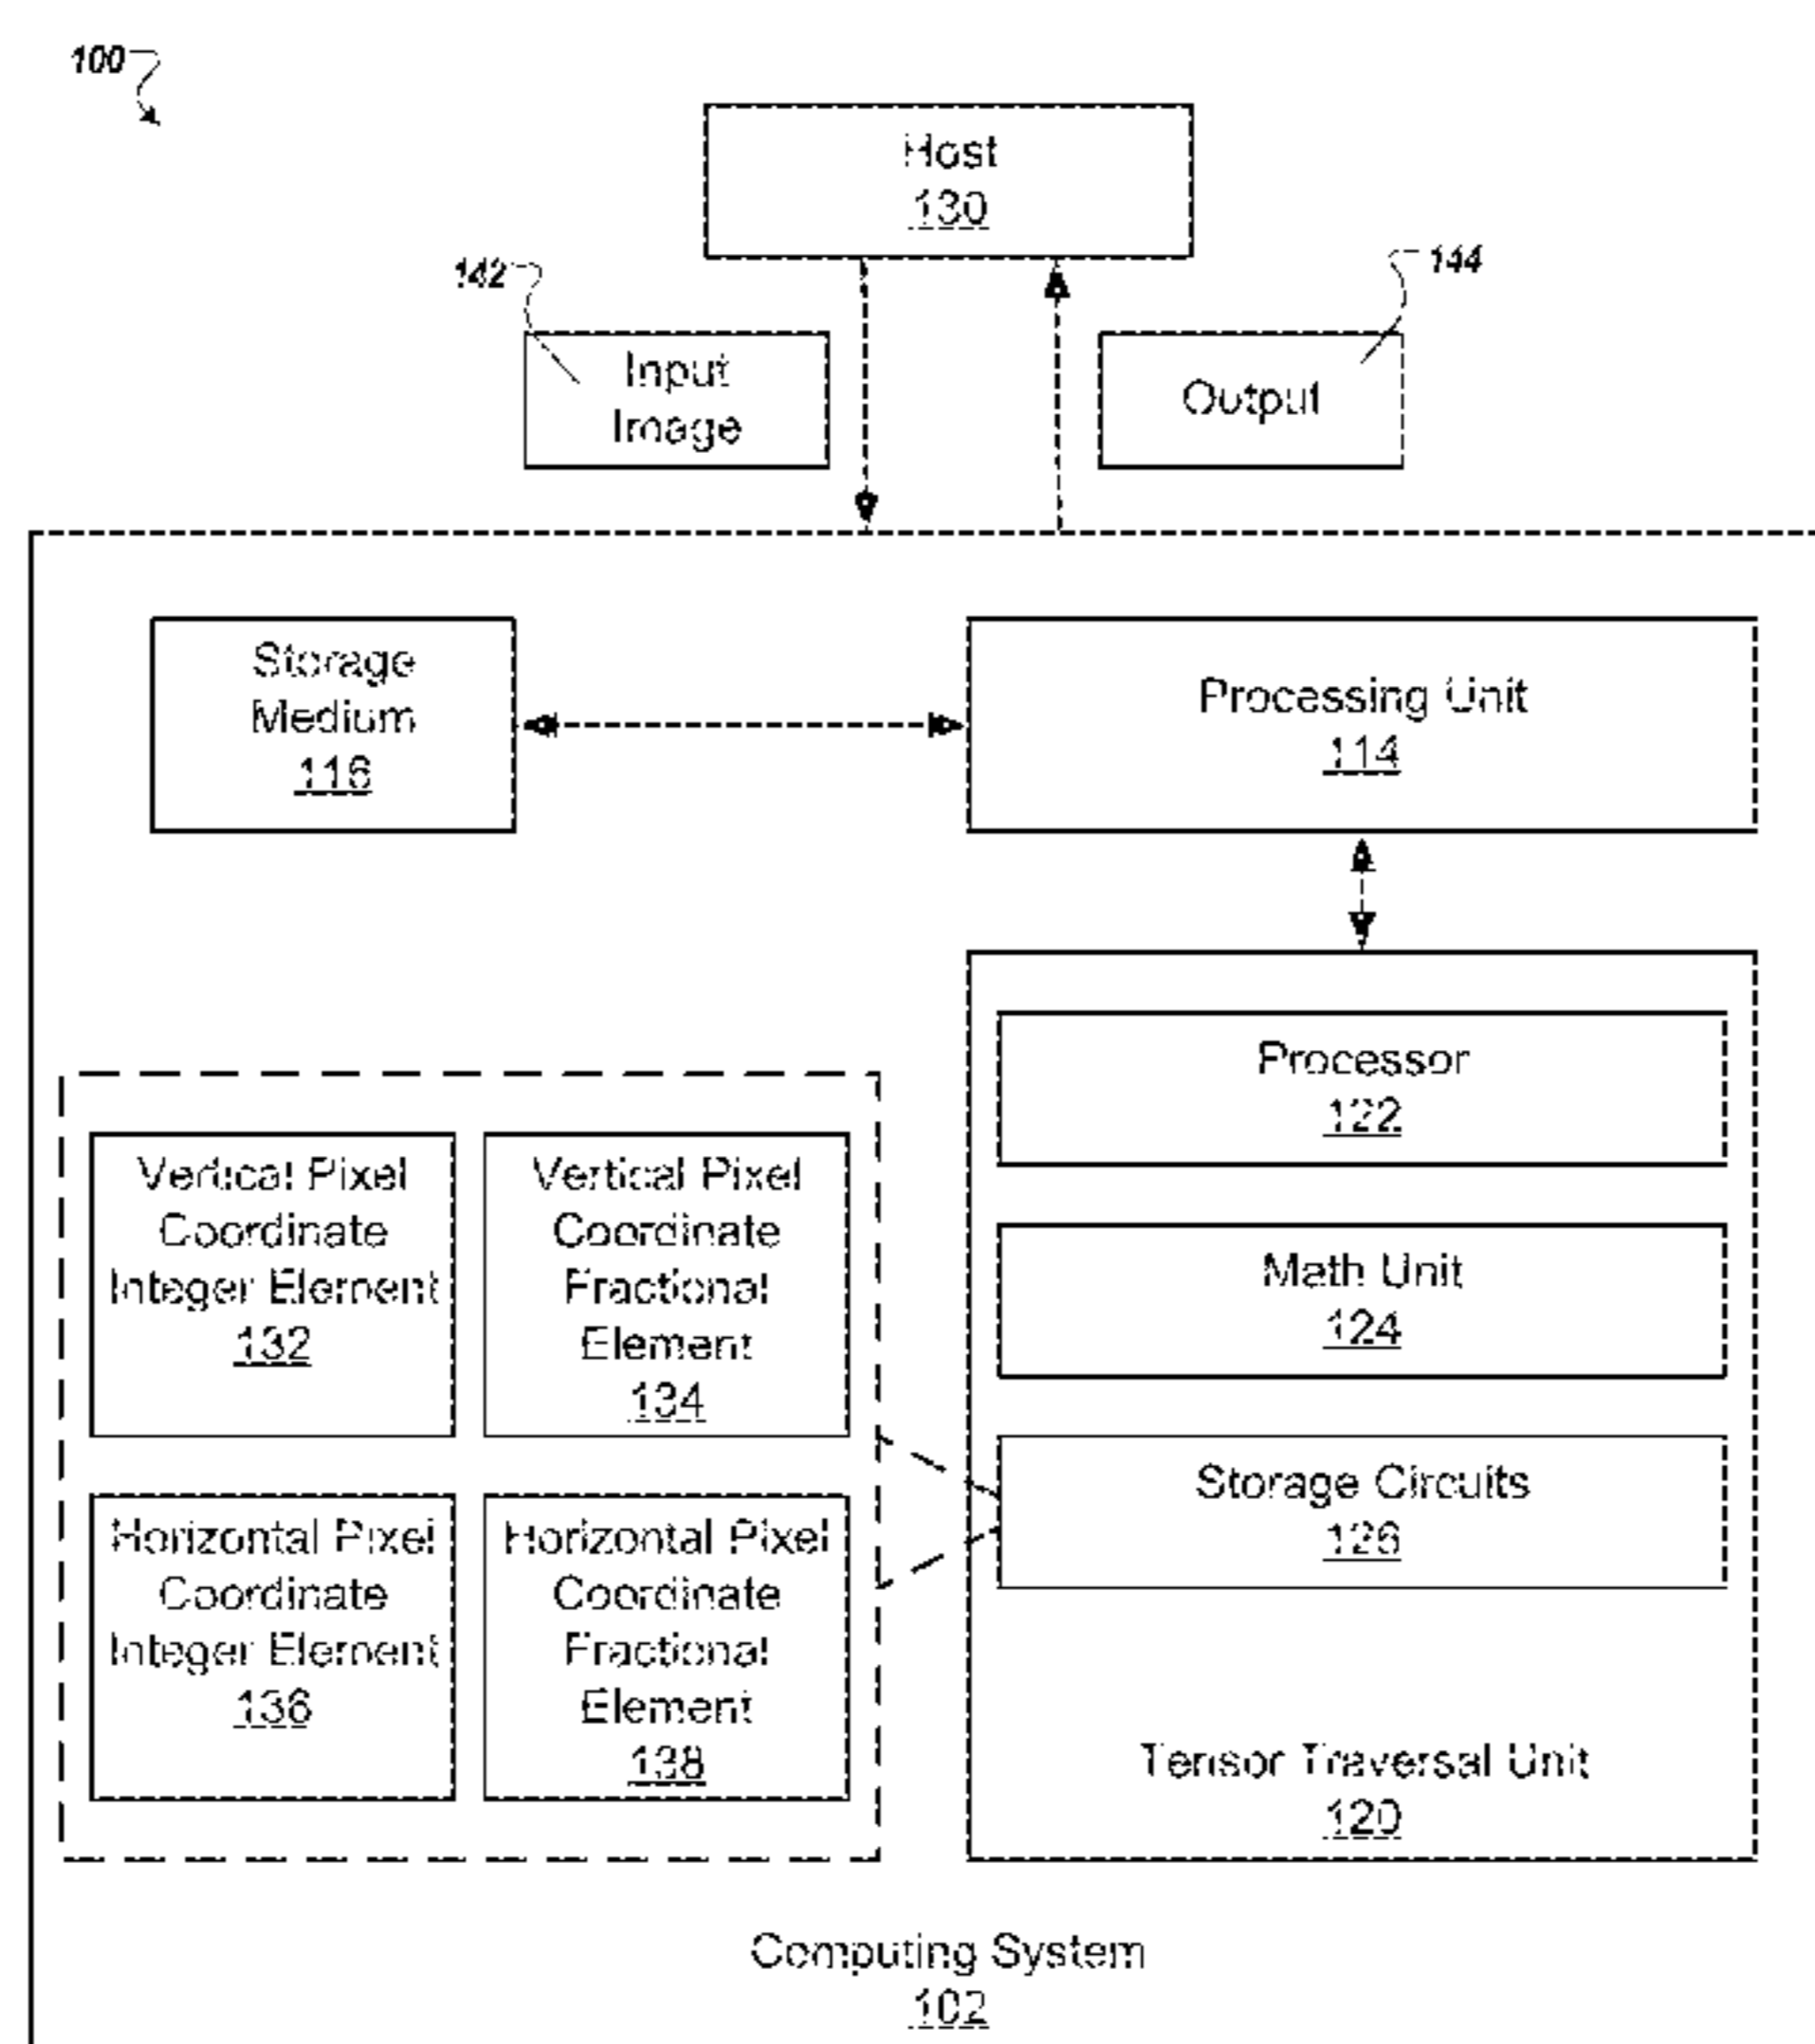 100
Host
130
142
144
Input
Image
Output
Storage
Medium
116
Processing Unit
114
Processor
122
Vertical Pixel
Coordinate
Integer Element
132
Vertical Pixel
Coordinate
Fractional
Element
134
Math Unit
124
Storage Circuits
126
Horizontal Pixel
Coordinate
Integer Element
136
Horizontal Pixel
Coordinate
Fractional
Element
138
Tensor Traversal Unit
120
Computing System
102